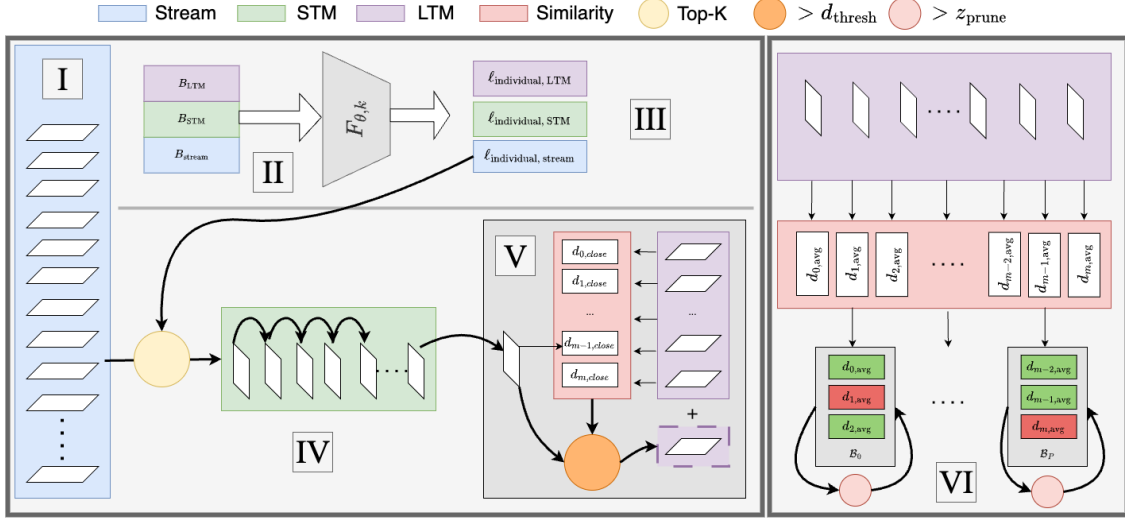 Stream STM LTM Similarity Top-K > d_thresh > z_prune
I
B_LTM
B_STM
B_stream
II
F_θ,k
ℓ_individual, LTM
ℓ_individual, STM
ℓ_individual, stream
III
IV
V
d_0,close
d_1,close
...
d_m−1,close
d_m,close
...
+
d_0,avg
d_1,avg
d_2,avg
....
d_m−2,avg
d_m−1,avg
d_m,avg
d_0,avg
d_1,avg
d_2,avg
B_0
....
d_m−2,avg
d_m−1,avg
d_m,avg
B_P
VI